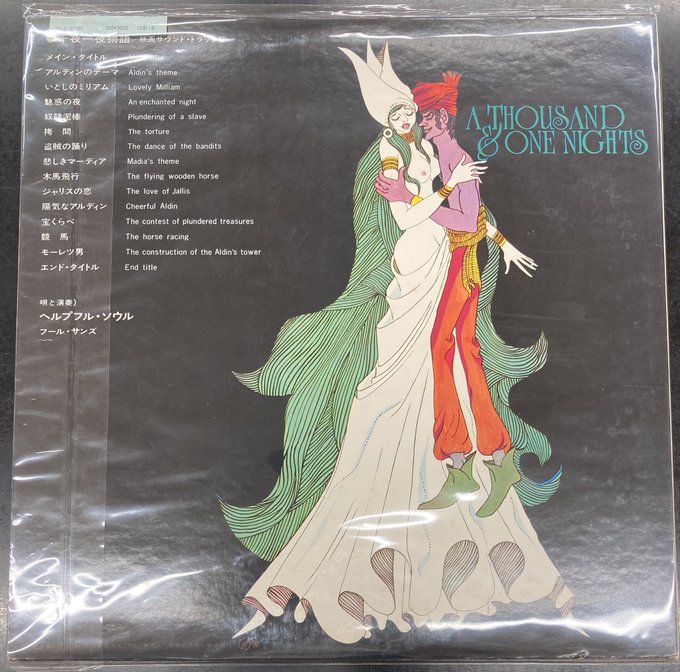 千夜一夜物語 映画サウンド・トラック
メイン・タイトル
アルディンのテーマ Aldin's theme
いとしのミリアム Lovely Milliam
魅惑の夜 An enchanted night
奴隷泥棒 Plundering of a slave
拷問 The torture
盗賊の踊り The dance of the bandits
悲しきマーディア Madia's theme
木馬飛行 The flying wooden horse
ジャリスの恋 The love of Jallis
陽気なアルディン Cheerful Aldin
宝くらべ The contest of plundered treasures
競馬 The horse racing
モーレツ男 The construction of the Aldin's tower
エンド・タイトル End title
唄と演奏)
ヘルプフル・ソウル
フール・サンズ
A THOUSAND
& ONE NIGHTS